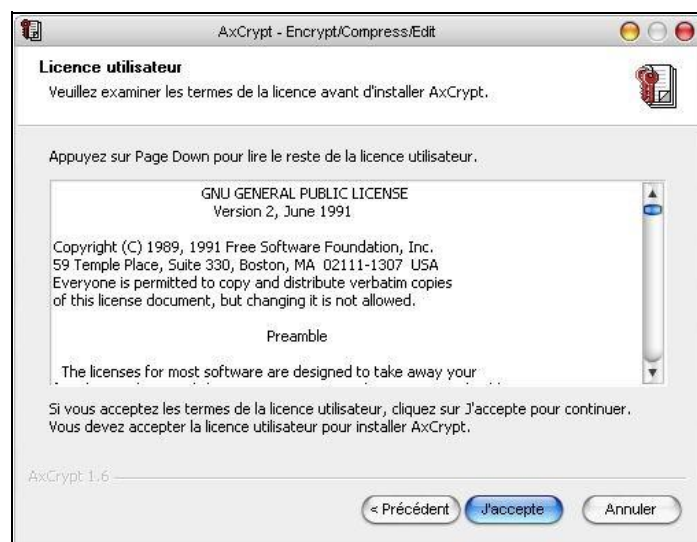 AxCrypt - Encrypt/Compress/Edit
Licence utilisateur
Veuillez examiner les termes de la licence avant d'installer AxCrypt.
Appuyez sur Page Down pour lire le reste de la licence utilisateur.
GNU GENERAL PUBLIC LICENSE
Version 2, June 1991
Copyright (C) 1989, 1991 Free Software Foundation, Inc.
59 Temple Place, Suite 330, Boston, MA 02111-1307 USA
Everyone is permitted to copy and distribute verbatim copies
of this license document, but changing it is not allowed.
Preamble
The licenses for most software are designed to take away your
Si vous acceptez les termes de la licence utilisateur, cliquez sur J'accepte pour continuer.
Vous devez accepter la licence utilisateur pour installer AxCrypt.
AxCrypt 1.6
< Précédent J'accepte Annuler